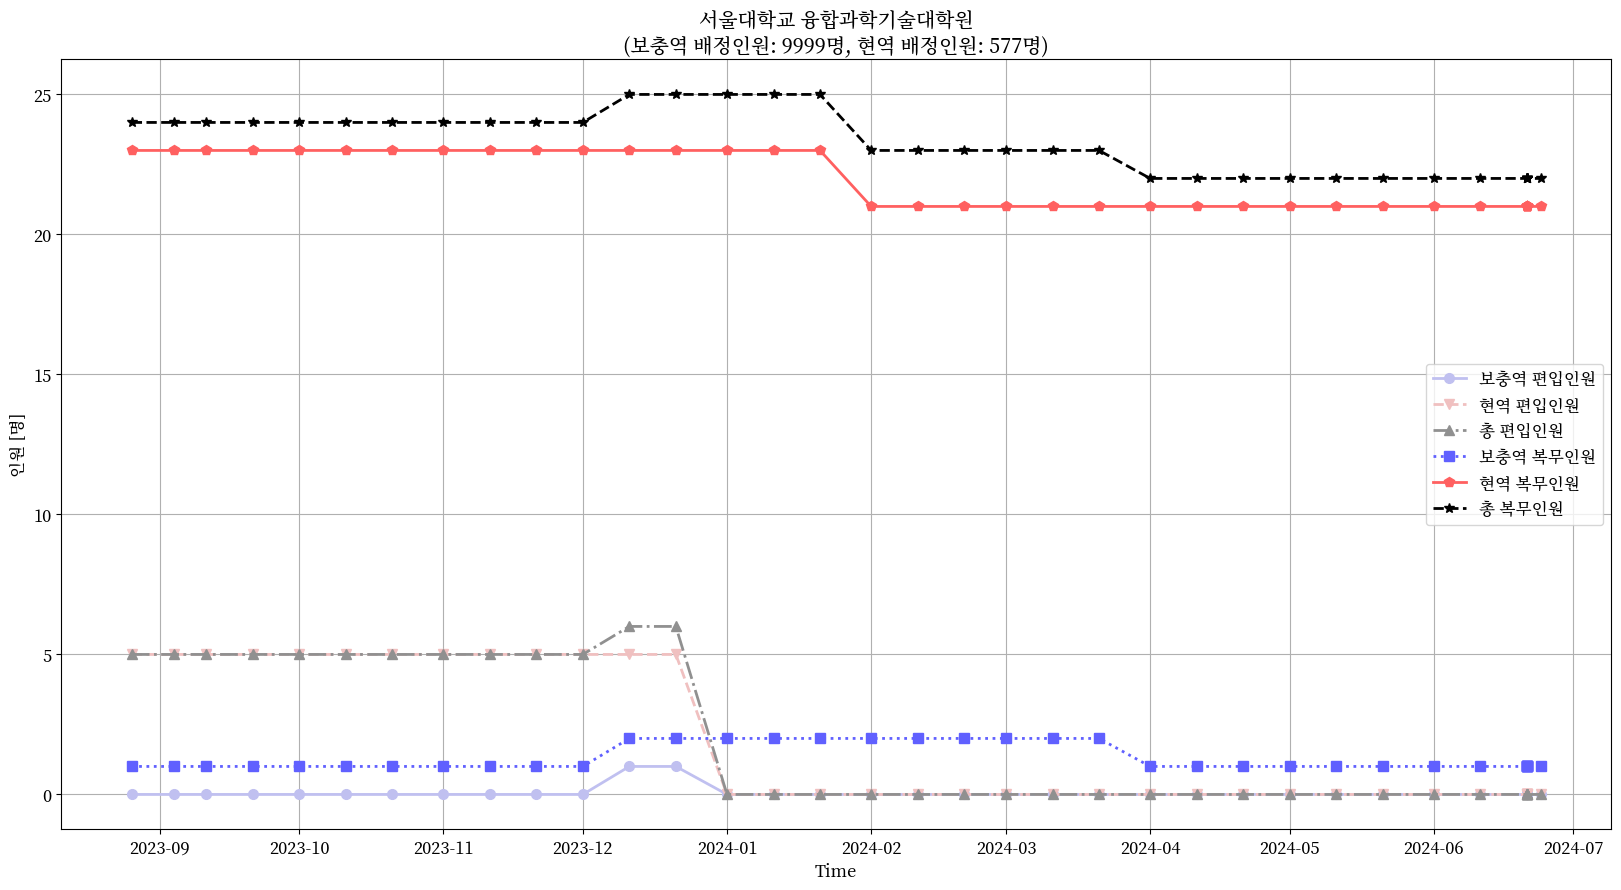 서울대학교 융합과학기술대학원
(보충역 배정인원: 9999명, 현역 배정인원: 577명)
인원 [명]
25
20
15
10
5
0
보충역 편입인원
현역 편입인원
총 편입인원
보충역 복무인원
현역 복무인원
총 복무인원
2023-09 2023-10 2023-11 2023-12 2024-01 2024-02 2024-03 2024-04 2024-05 2024-06 2024-07
Time